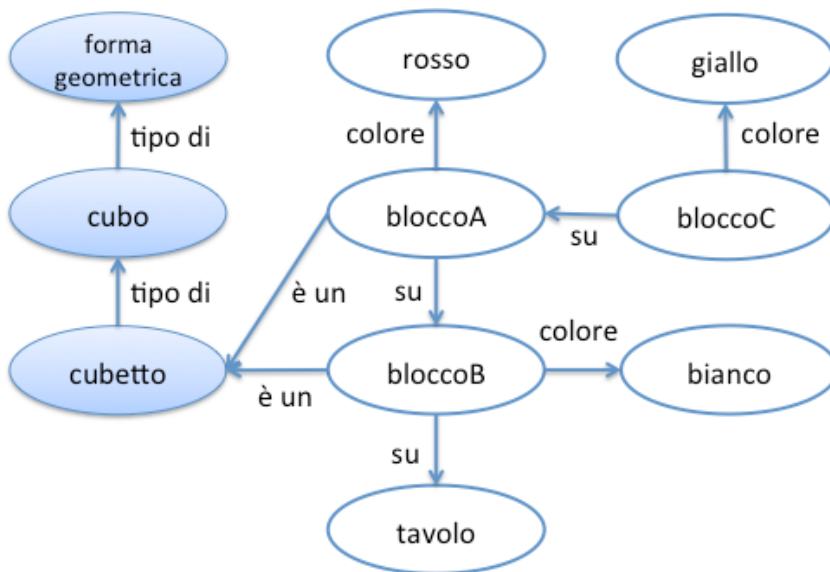 forma
geometrica
rosso
giallo
tipo di
colore
colore
cubo
bloccoA
bloccoC
su
tipo di
è un
su
colore
cubetto
bloccoB
bianco
è un
su
tavolo